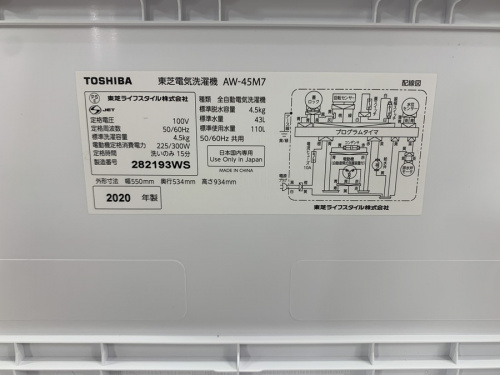 TOSHIBA 東芝電気洗濯機 AW-45M7 配線図
東芝ライフスタイル株式会社
JET
定格電圧 100V
定格周波数 50/60Hz
標準洗濯容量 4.5kg
電動機定格消費電力 225/300W
定格時間 洗いのみ 15分
製造番号 282193WS
種類 全自動電気洗濯機
標準脱水容量 4.5kg
標準水量 43L
標準使用水量 110L
50/60Hz 共用
日本国内専用
Use Only in Japan
MADE IN CHINA
外形寸法 幅550mm 奥行534mm 高さ934mm
2020 年製
プログラムタイマ
東芝ライフスタイル株式会社